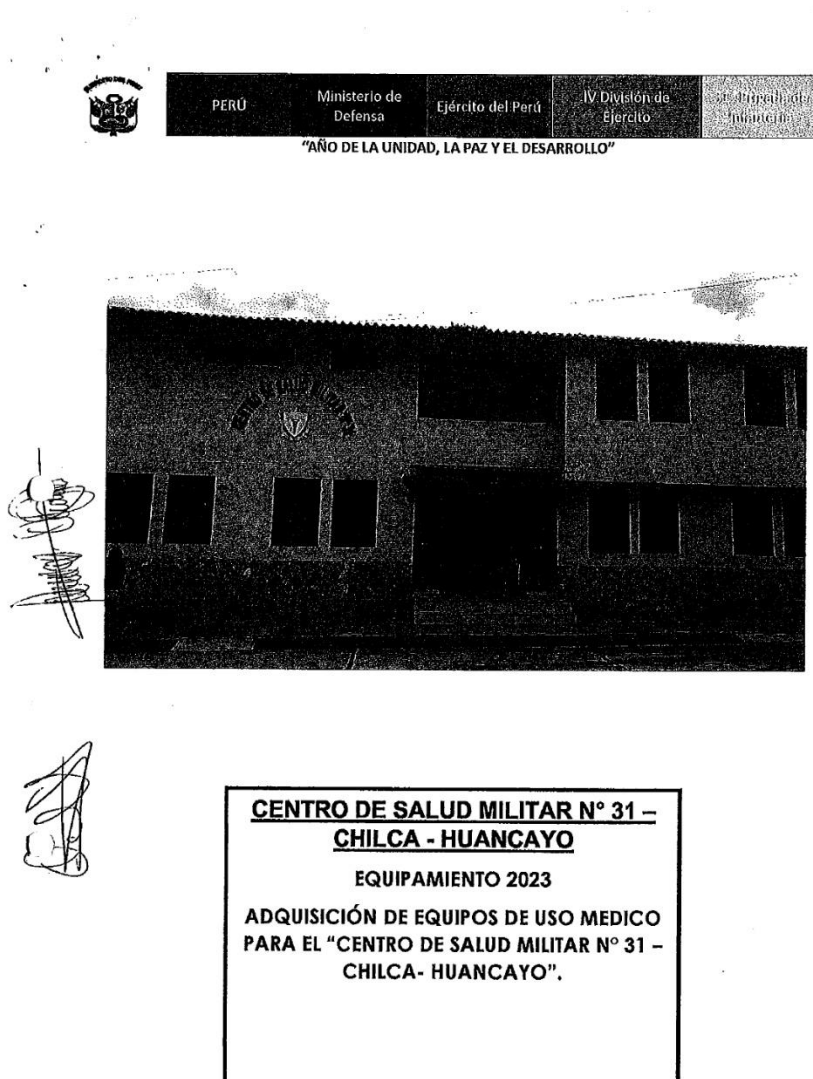 PERÚ
Ministerio de
Defensa
Ejército del Perú
IV División de
Ejercito
"AÑO DE LA UNIDAD, LA PAZ Y EL DESARROLLO"
CENTRO DE SALUD MILITAR N° 31 –
CHILCA - HUANCAYO
EQUIPAMIENTO 2023
ADQUISICIÓN DE EQUIPOS DE USO MEDICO
PARA EL "CENTRO DE SALUD MILITAR N° 31 –
CHILCA- HUANCAYO".